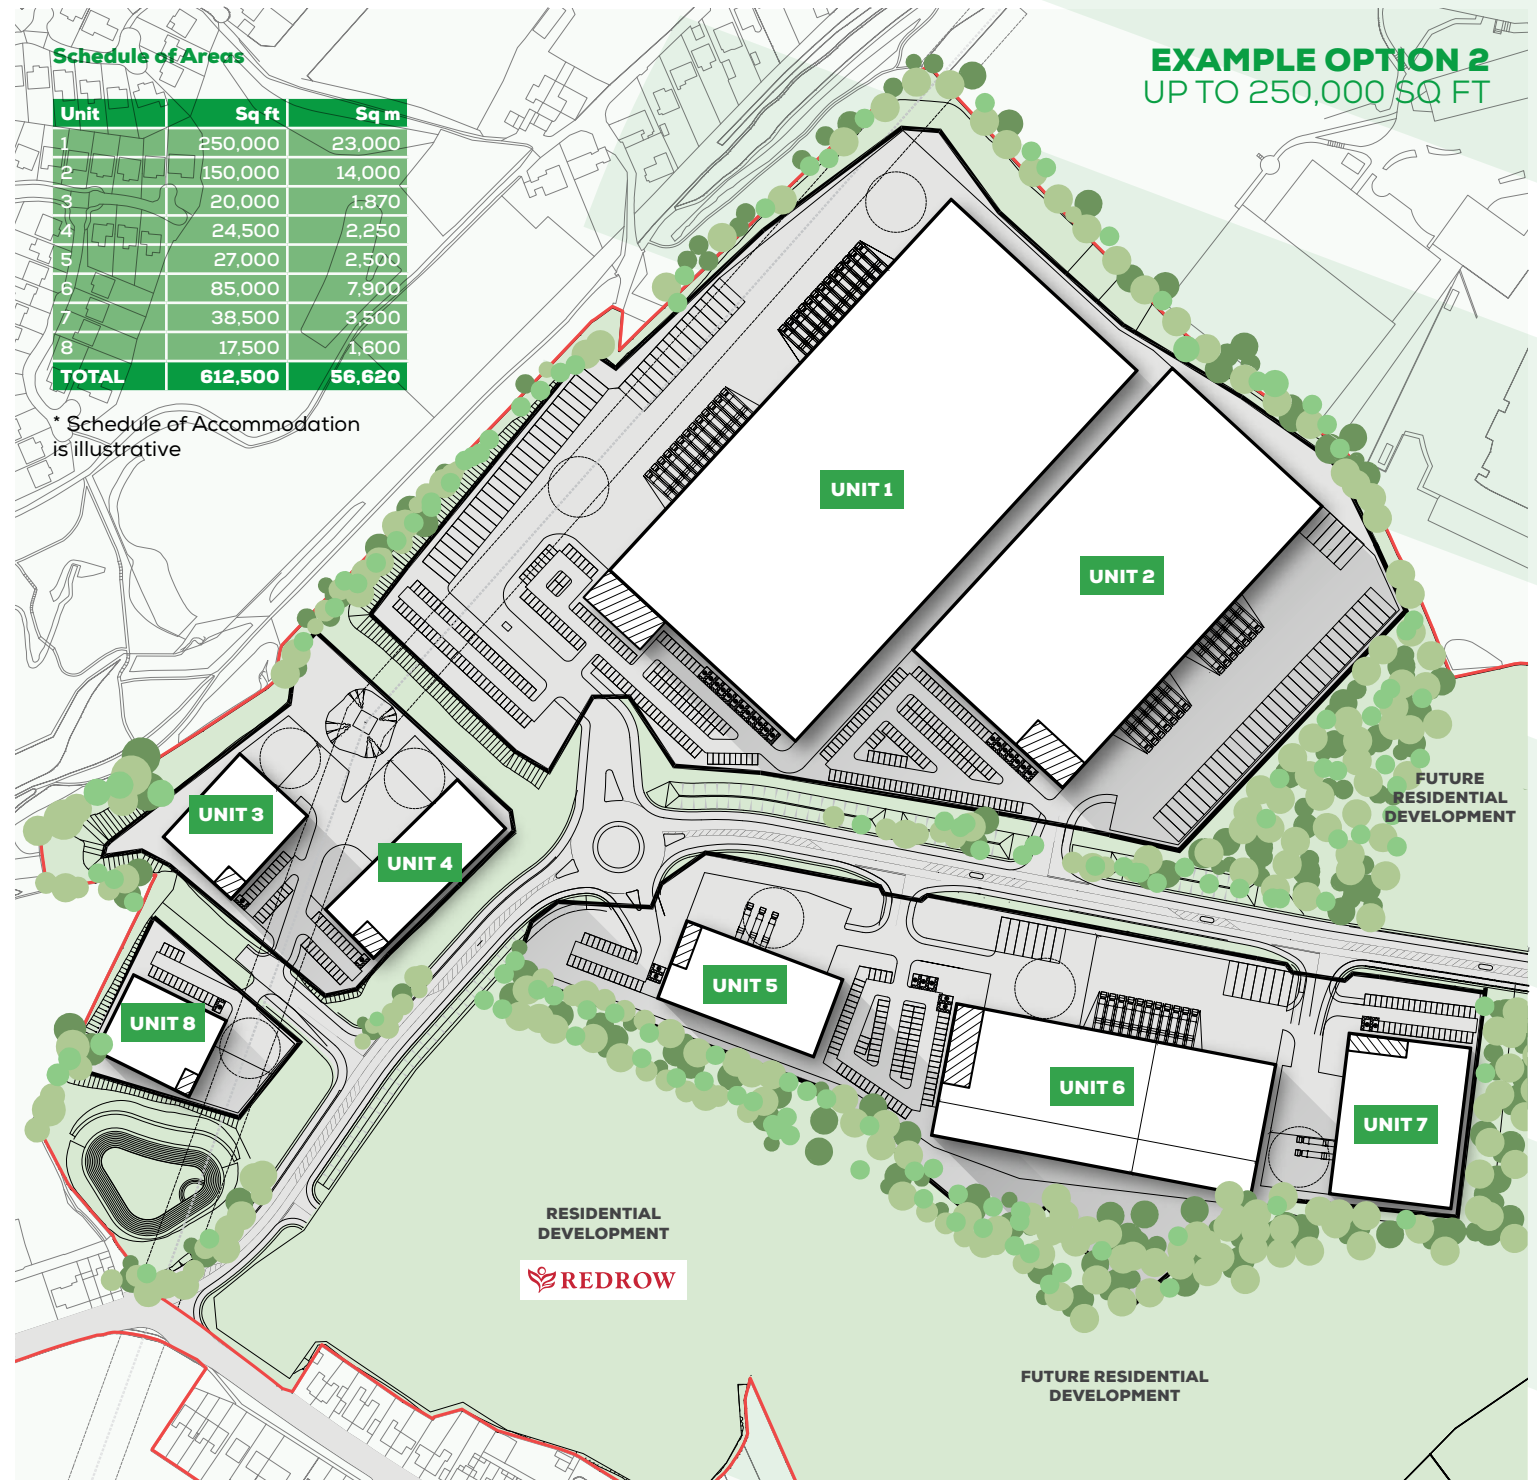 Schedule of Areas
EXAMPLE OPTION 2
UP TO 250,000 SQ FT
Unit Sq ft Sq m
1 250,000 23,000
2 150,000 14,000
3 20,000 1,870
4 24,500 2,250
5 27,000 2,500
6 85,000 7,900
7 38,500 3,500
8 17,500 1,600
TOTAL 612,500 56,620
* Schedule of Accommodation
is illustrative
UNIT 1
UNIT 2
UNIT 3
UNIT 4
UNIT 5
UNIT 6
UNIT 7
UNIT 8
FUTURE
RESIDENTIAL
DEVELOPMENT
RESIDENTIAL
DEVELOPMENT
REDROW
FUTURE RESIDENTIAL
DEVELOPMENT